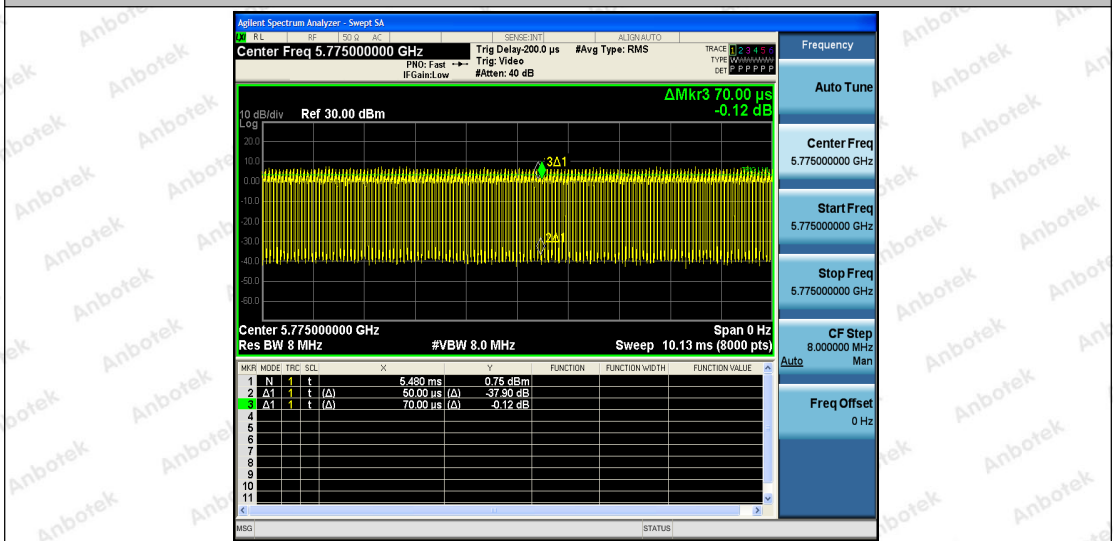 Agilent Spectrum Analyzer - Swept SA
LXI RL RF 50 Ω AC SENSE:INT ALIGNAUTO
Center Freq 5.775000000 GHz
PNO: Fast
IFGain:Low
Trig Delay-200.0 µs
Trig: Video
#Atten: 40 dB
#Avg Type: RMS
TRACE 1 2 3 4 5 6
TYPE WWWWWW
DET P P P P P P
ΔMkr3 70.00 µs
-0.12 dB
10 dB/div Ref 30.00 dBm
Log
20.0
10.0
0.00
-10.0
-20.0
-30.0
-40.0
-50.0
-60.0
3Δ1
2Δ1
Center 5.775000000 GHz Span 0 Hz
Res BW 8 MHz #VBW 8.0 MHz Sweep 10.13 ms (8000 pts)
MKR MODE TRC SCL X Y FUNCTION FUNCTION WIDTH FUNCTION VALUE
1 N 1 t 5.480 ms 0.75 dBm
2 Δ1 1 t (Δ) 50.00 µs (Δ) -37.90 dB
3 Δ1 1 t (Δ) 70.00 µs (Δ) -0.12 dB
4
5
6
7
8
9
10
11
MSG STATUS
Frequency
Auto Tune
Center Freq
5.775000000 GHz
Start Freq
5.775000000 GHz
Stop Freq
5.775000000 GHz
CF Step
8.000000 MHz
Auto Man
Freq Offset
0 Hz
Anbotek